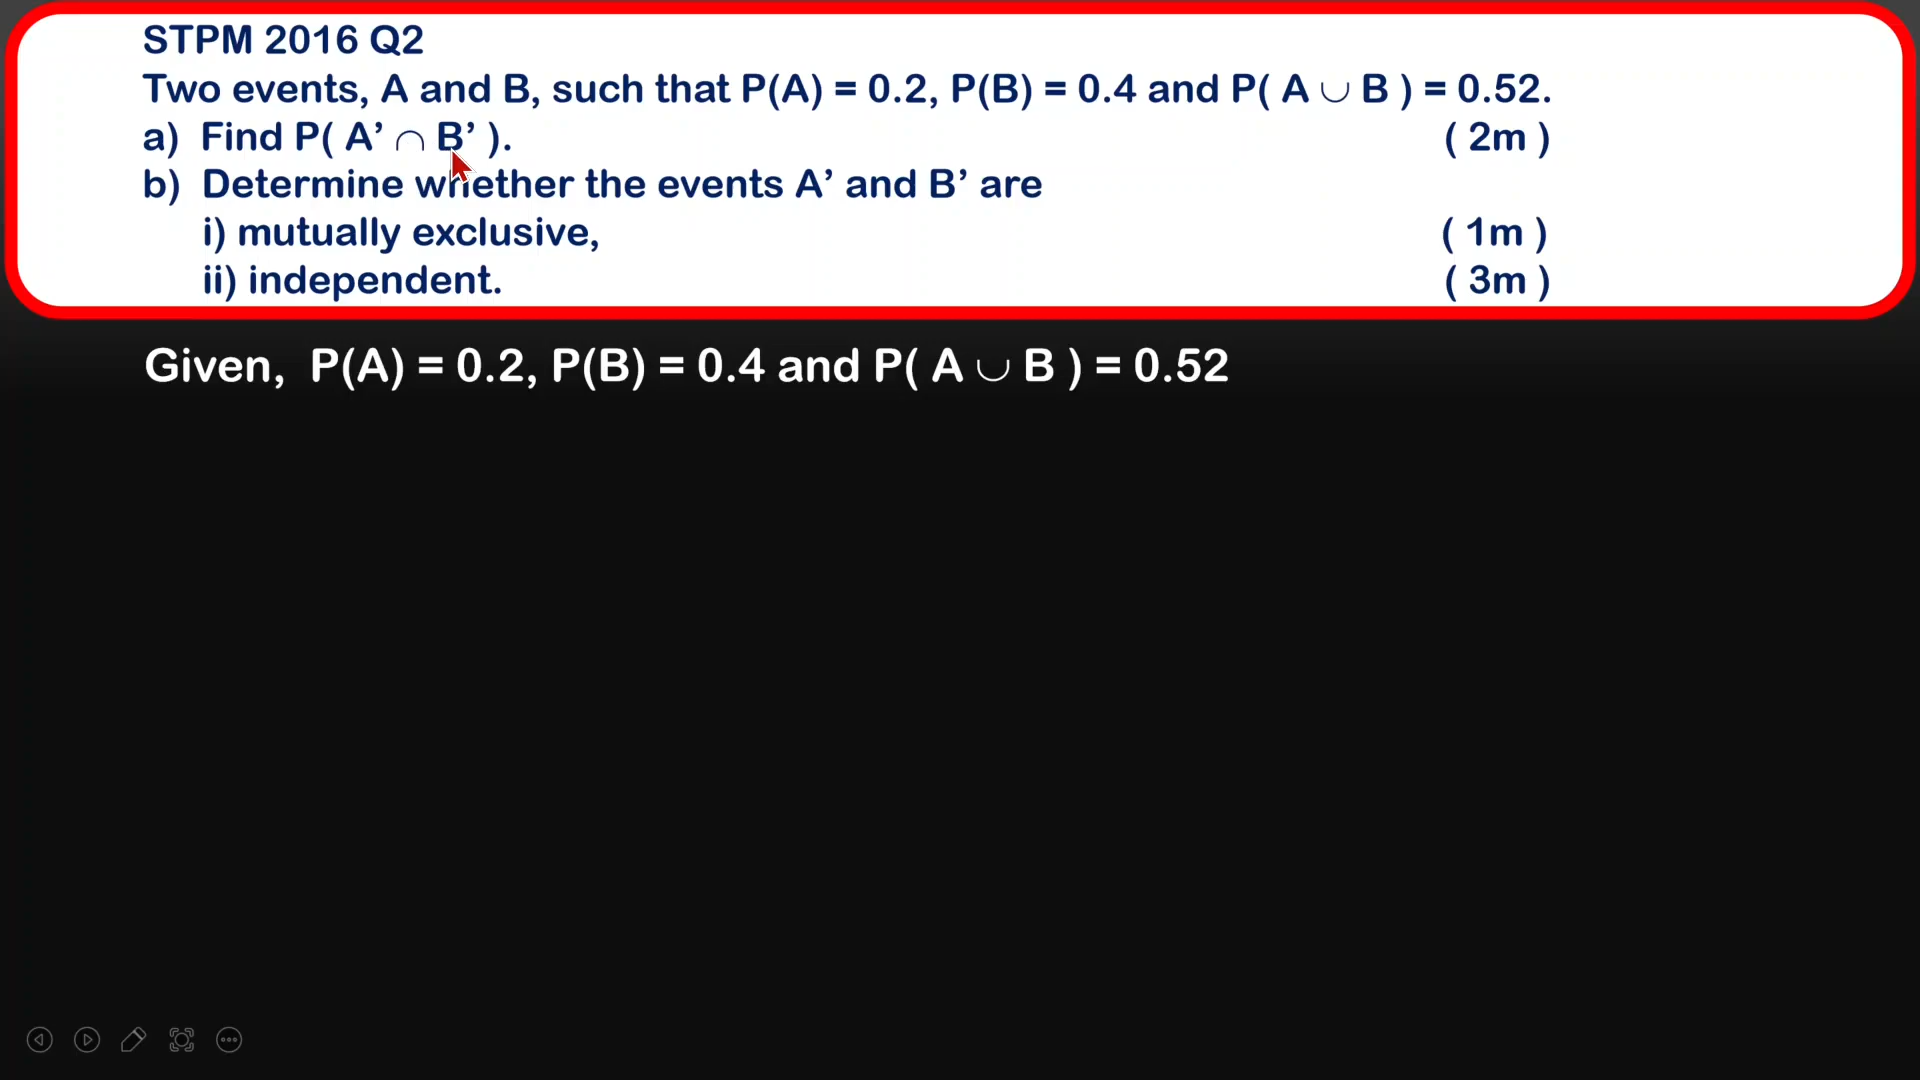 STPM 2016 Q2
Two events, A and B, such that P(A) = 0.2, P(B) = 0.4 and P( A ∪ B ) = 0.52.
a) Find P( A’ ∩ B’ ). ( 2m )
b) Determine whether the events A’ and B’ are
i) mutually exclusive, ( 1m )
ii) independent. ( 3m )
Given, P(A) = 0.2, P(B) = 0.4 and P( A ∪ B ) = 0.52